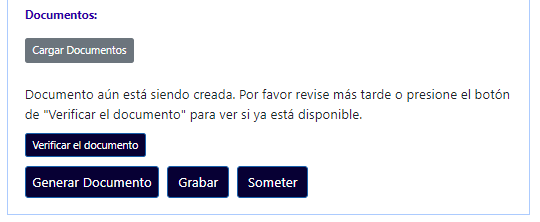 Documentos:
Cargar Documentos
Documento aún está siendo creada. Por favor revise más tarde o presione el botón
de "Verificar el documento" para ver si ya está disponible.
Verificar el documento
Generar Documento Grabar Someter